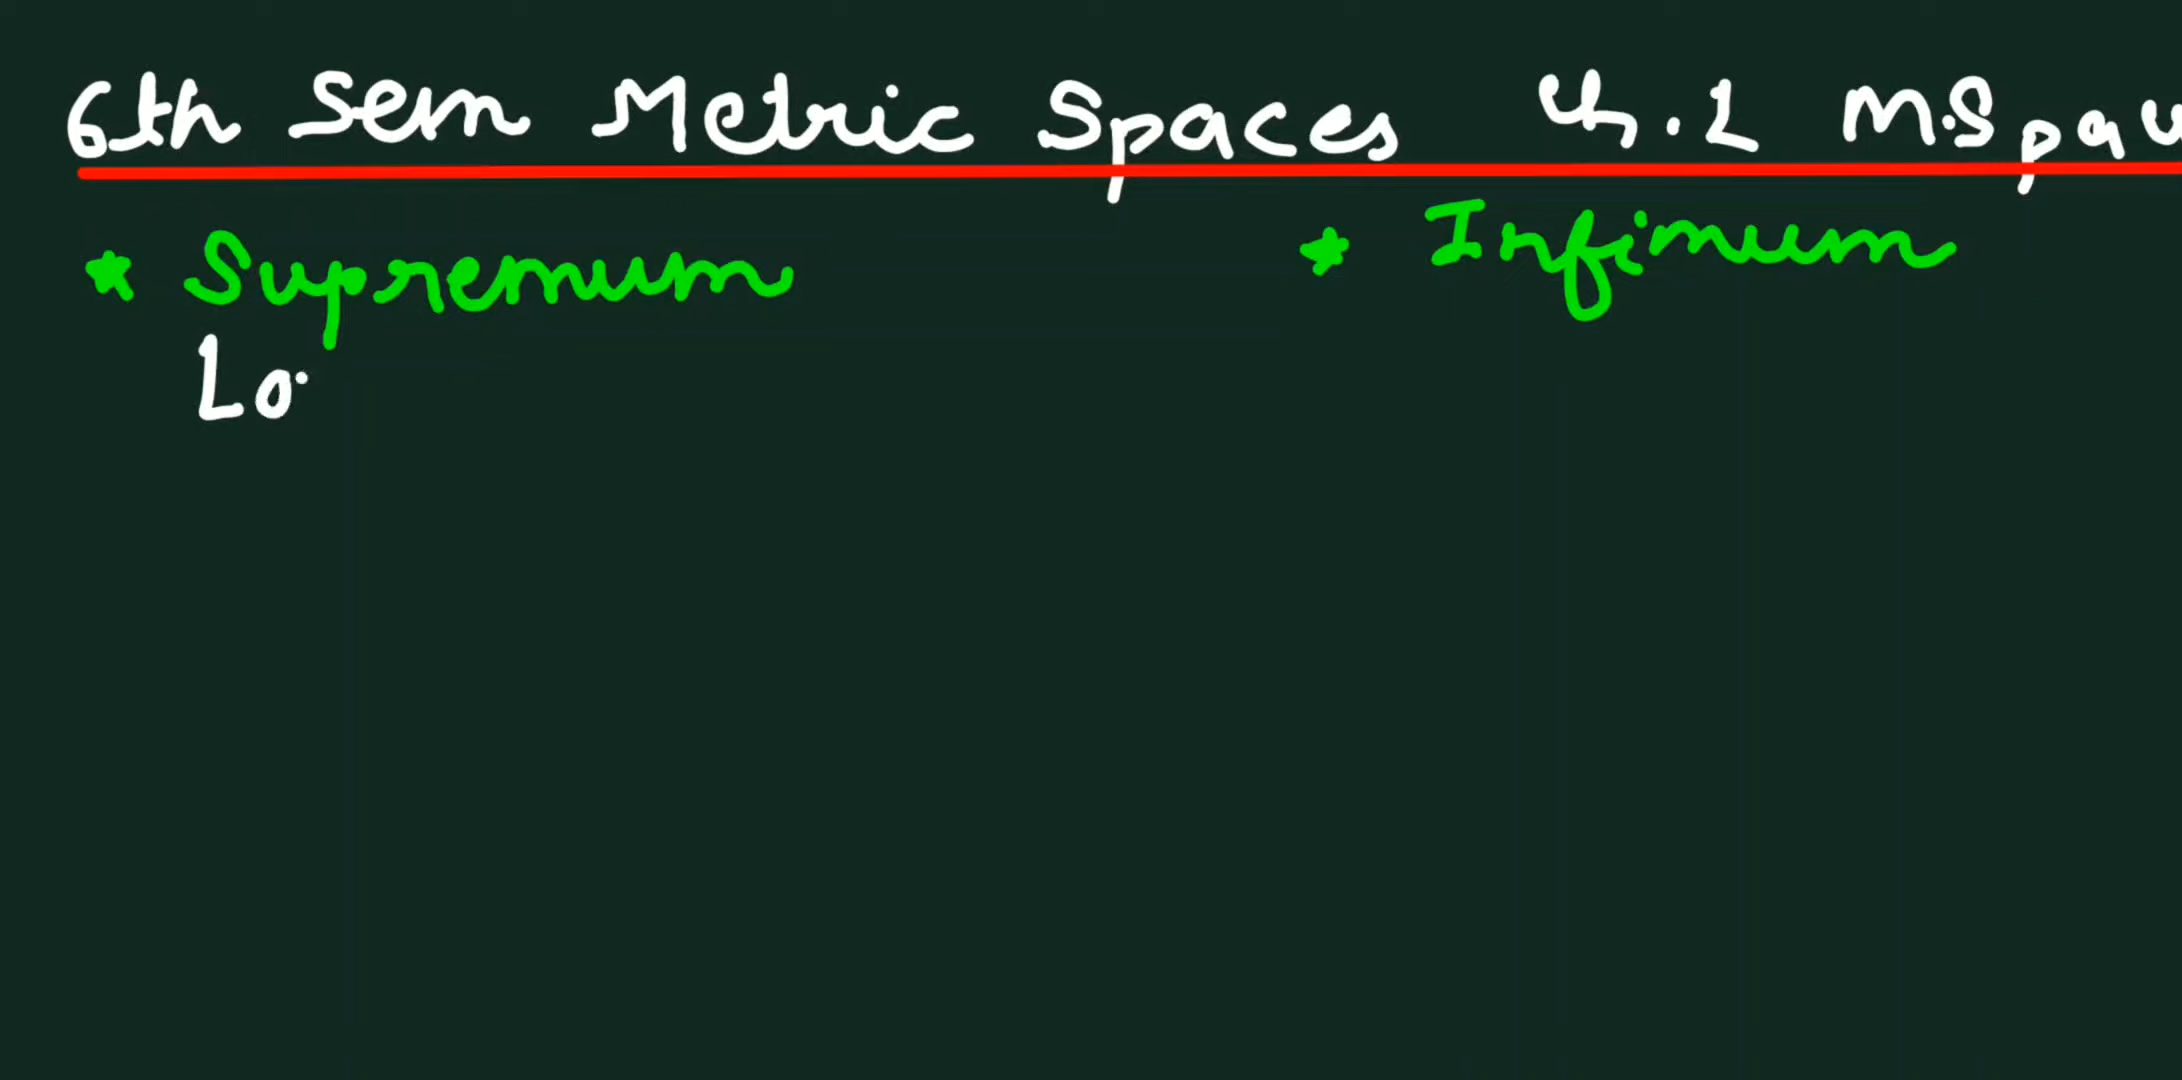 6th Sem Metric Spaces Ch.1 M.Spa
* Supremum * Infimum
Lo